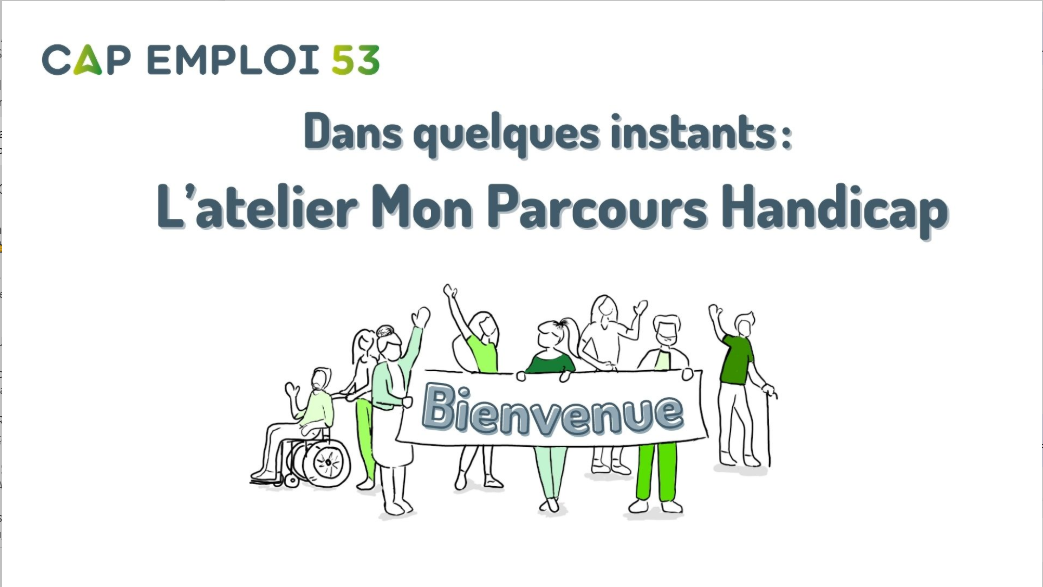 CAP EMPLOI 53
Dans quelques instants :
L'atelier Mon Parcours Handicap
Bienvenue